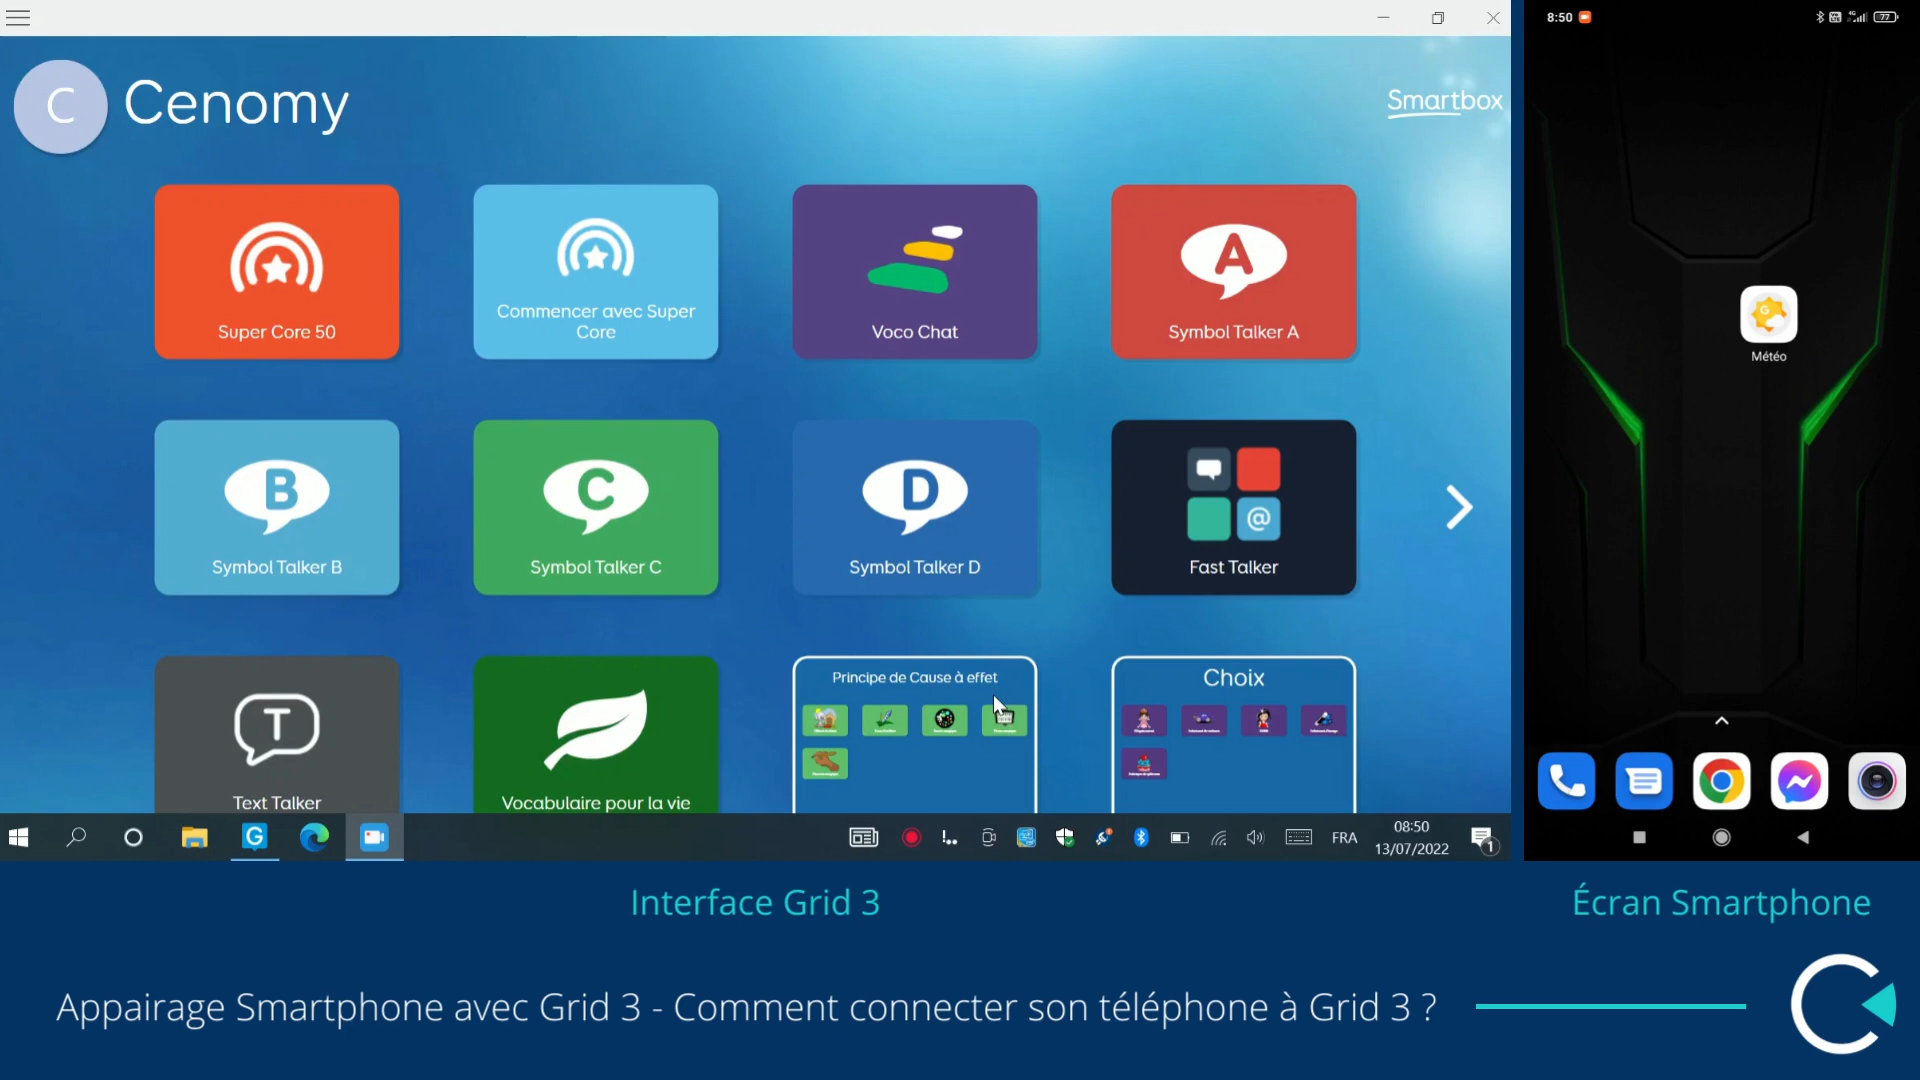 C Cenomy
Smartbox
Super Core 50
Commencer avec Super
Core
Voco Chat
A
Symbol Talker A
B
Symbol Talker B
C
Symbol Talker C
D
Symbol Talker D
@
Fast Talker
T
Text Talker
Vocabulaire pour la vie
Principe de Cause à effet
Choix
G
FRA
08:50
13/07/2022
1
8:50
4G
77
G
Météo
Interface Grid 3
Écran Smartphone
Appairage Smartphone avec Grid 3 - Comment connecter son téléphone à Grid 3 ?